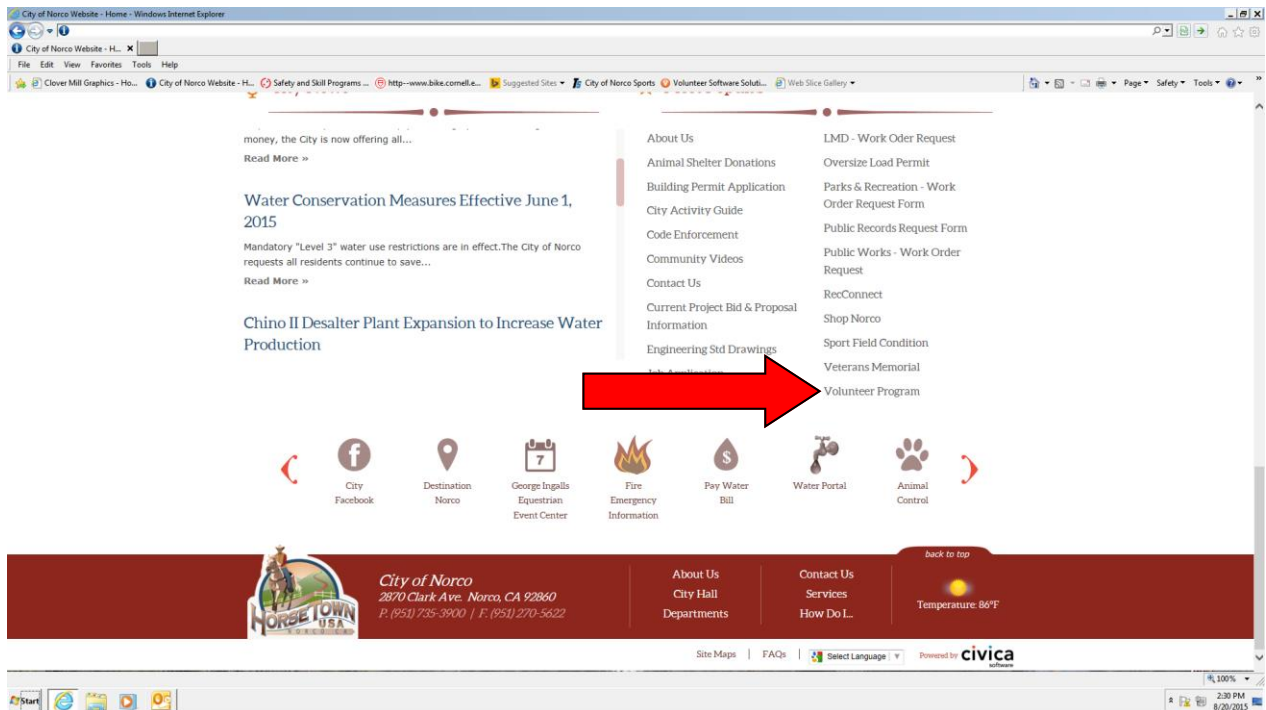 City of Norco Website - Home - Windows Internet Explorer
City of Norco Website - H...
File Edit View Favorites Tools Help
Clover Mill Graphics - Ho... City of Norco Website - H... Safety and Skill Programs ... http--www.bike.cornell.e... Suggested Sites City of Norco Sports Volunteer Software Soluti... Web Slice Gallery
Page Safety Tools
money, the City is now offering all...
Read More »
Water Conservation Measures Effective June 1,
2015
Mandatory "Level 3" water use restrictions are in effect.The City of Norco
requests all residents continue to save...
Read More »
Chino II Desalter Plant Expansion to Increase Water
Production
About Us
Animal Shelter Donations
Building Permit Application
City Activity Guide
Code Enforcement
Community Videos
Contact Us
Current Project Bid & Proposal
Information
Engineering Std Drawings
LMD - Work Oder Request
Oversize Load Permit
Parks & Recreation - Work
Order Request Form
Public Records Request Form
Public Works - Work Order
Request
RecConnect
Shop Norco
Sport Field Condition
Veterans Memorial
Volunteer Program
City
Facebook
Destination
Norco
George Ingalls
Equestrian
Event Center
Fire
Emergency
Information
Pay Water
Bill
Water Portal
Animal
Control
7
$
HORSETOWN
USA
NORCO CA
City of Norco
2870 Clark Ave. Norco, CA 92860
P. (951) 735-3900 | F. (951) 270-5622
About Us
City Hall
Departments
Contact Us
Services
How Do I...
back to top
Temperature: 86°F
Site Maps | FAQs | Select Language Powered by civica
software
100%
Start
2:30 PM
8/20/2015